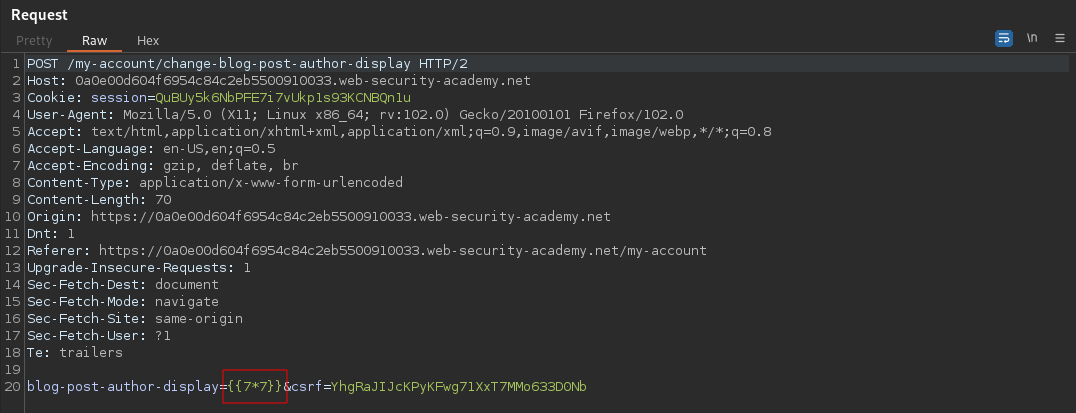 Request
Pretty Raw Hex
\n
1 POST /my-account/change-blog-post-author-display HTTP/2
2 Host: 0a0e00d604f6954c84c2eb5500910033.web-security-academy.net
3 Cookie: session=QuBUy5k6NbPFE7i7vUkp1s93KCNBQn1u
4 User-Agent: Mozilla/5.0 (X11; Linux x86_64; rv:102.0) Gecko/20100101 Firefox/102.0
5 Accept: text/html,application/xhtml+xml,application/xml;q=0.9,image/avif,image/webp,*/*;q=0.8
6 Accept-Language: en-US,en;q=0.5
7 Accept-Encoding: gzip, deflate, br
8 Content-Type: application/x-www-form-urlencoded
9 Content-Length: 70
10 Origin: https://0a0e00d604f6954c84c2eb5500910033.web-security-academy.net
11 Dnt: 1
12 Referer: https://0a0e00d604f6954c84c2eb5500910033.web-security-academy.net/my-account
13 Upgrade-Insecure-Requests: 1
14 Sec-Fetch-Dest: document
15 Sec-Fetch-Mode: navigate
16 Sec-Fetch-Site: same-origin
17 Sec-Fetch-User: ?1
18 Te: trailers
19
20 blog-post-author-display={{7*7}}&csrf=YhgRaJIJcKPyKFwg71XxT7MMo633DONb